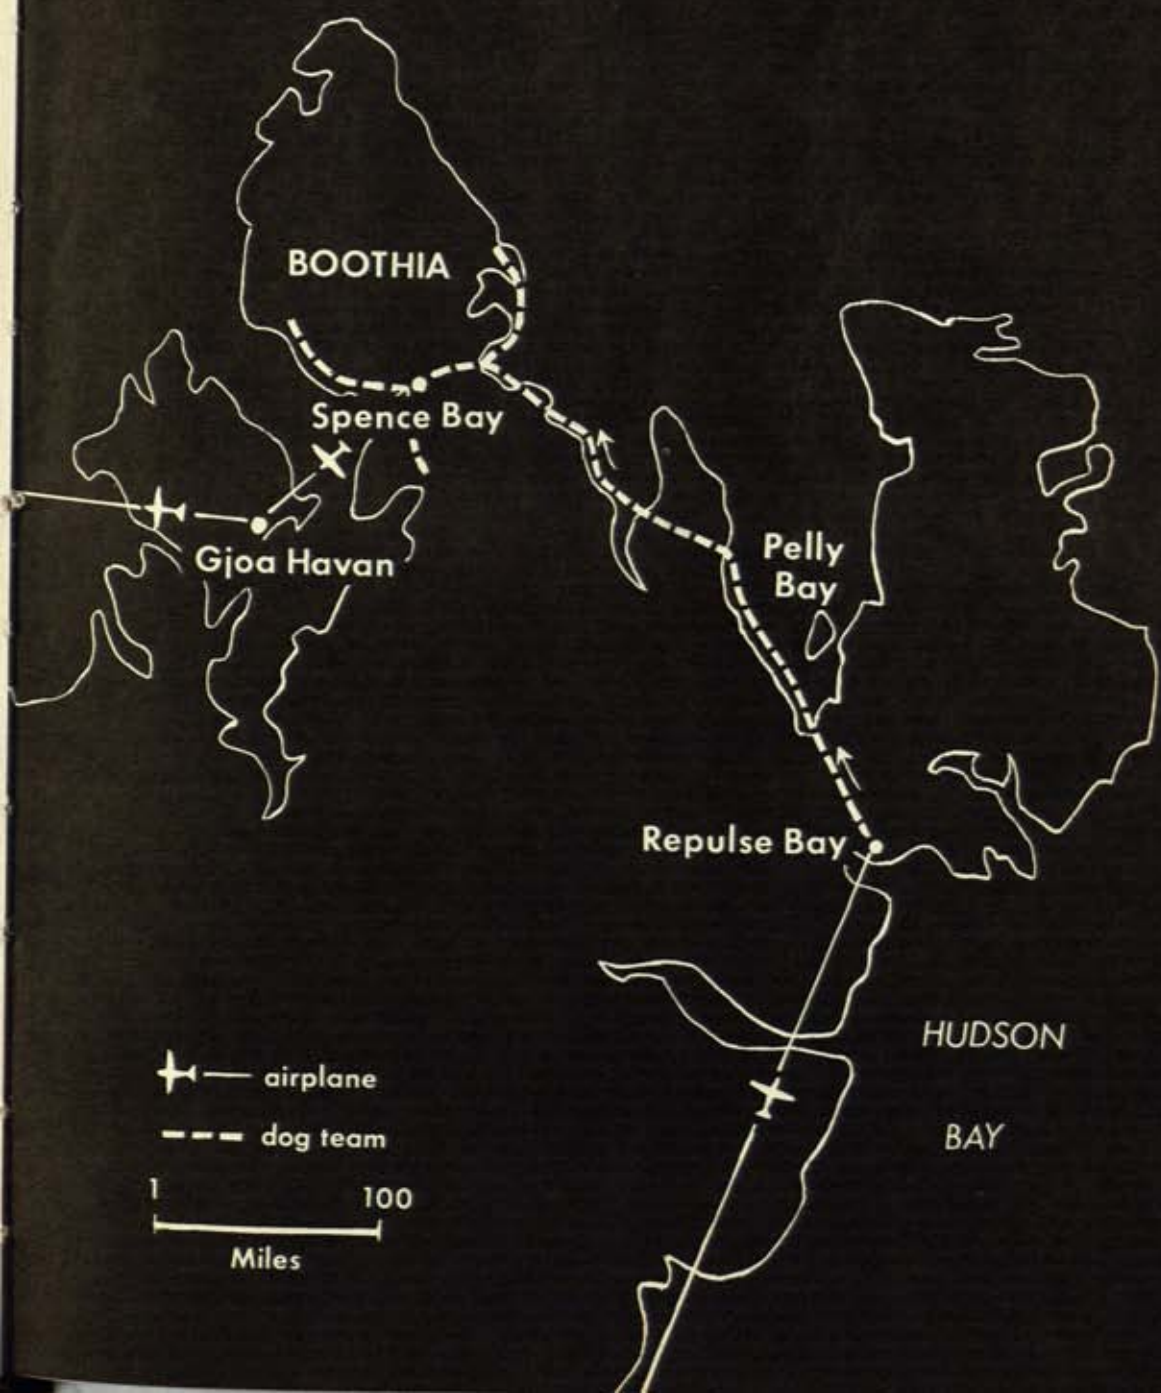 BOOTHIA
Spence Bay
Gjoa Havan
Pelly
Bay
Repulse Bay
HUDSON
BAY
airplane
dog team
1 100
Miles